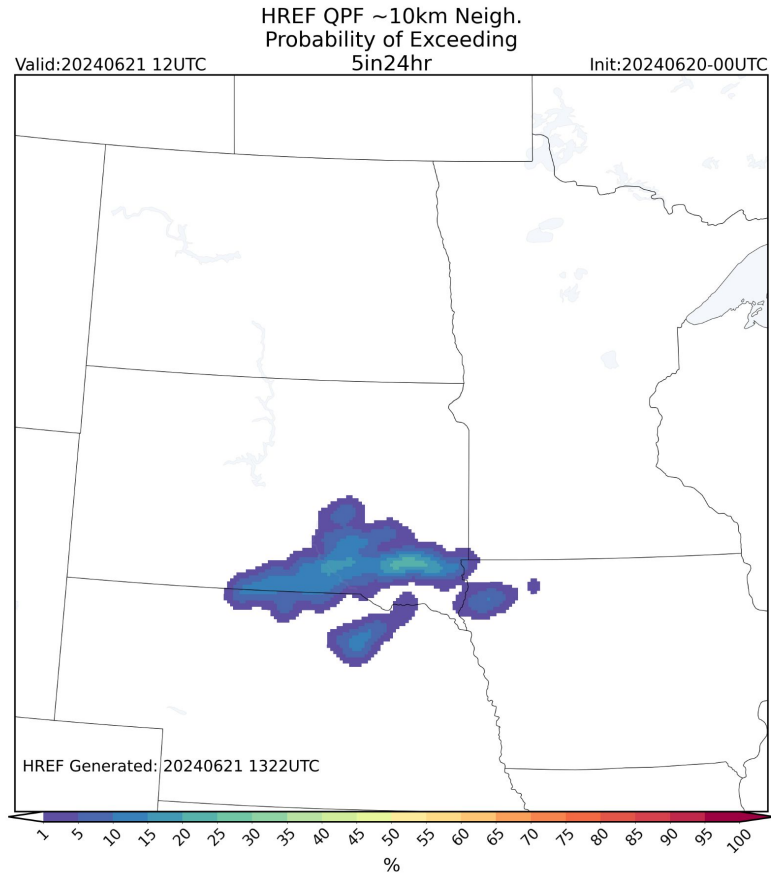 HREF QPF ~10km Neigh.
Probability of Exceeding
Valid:20240621 12UTC 5in24hr Init:20240620-00UTC
HREF Generated: 20240621 1322UTC
1 5 10 15 20 25 30 35 40 45 50 55 60 65 70 75 80 85 90 95 100
%